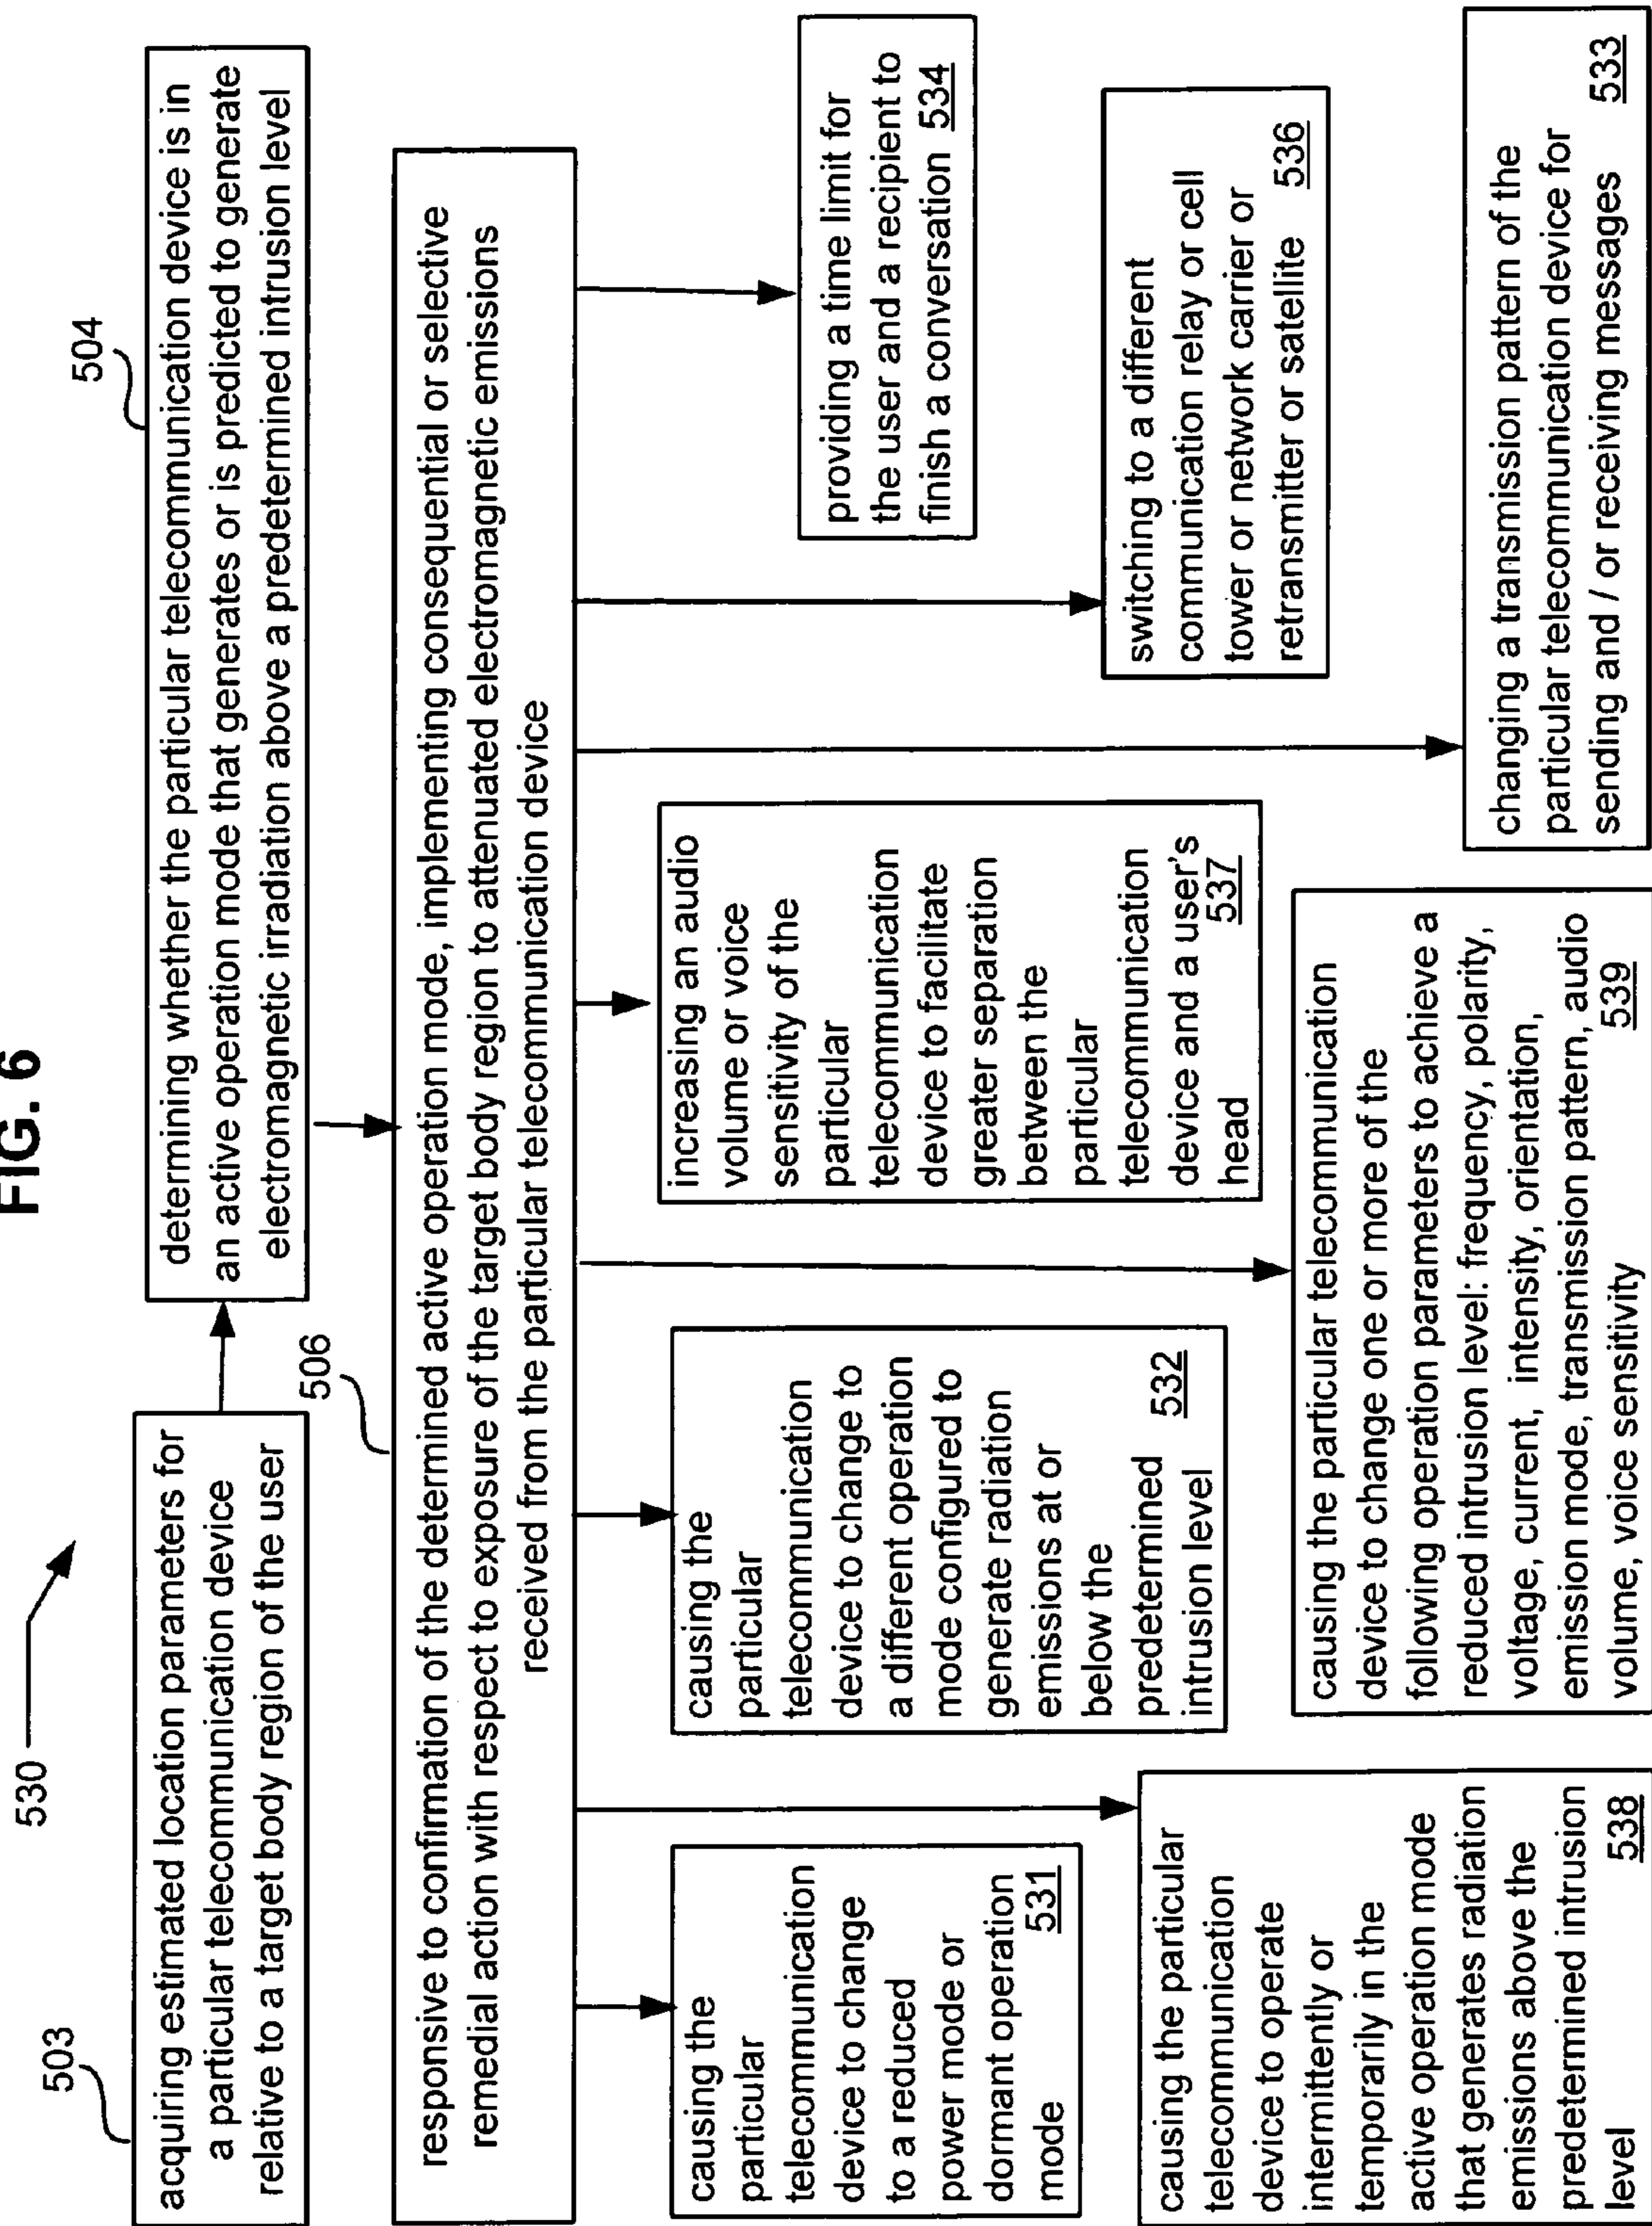 FIG. 6
530
503
acquiring estimated location parameters for
a particular telecommunication device
relative to a target body region of the user
504
determining whether the particular telecommunication device is in
an active operation mode that generates or is predicted to generate
electromagnetic irradiation above a predetermined intrusion level
506
responsive to confirmation of the determined active operation mode, implementing consequential or selective
remedial action with respect to exposure of the target body region to attenuated electromagnetic emissions
received from the particular telecommunication device
causing the
particular
telecommunication
device to change
to a reduced
power mode or
dormant operation
mode 531
causing the
particular
telecommunication
device to change to
a different operation
mode configured to
generate radiation
emissions at or
below the
predetermined
intrusion level 532
increasing an audio
volume or voice
sensitivity of the
particular
telecommunication
device to facilitate
greater separation
between the
particular
telecommunication
device and a user's
head 537
providing a time limit for
the user and a recipient to
finish a conversation 534
switching to a different
communication relay or cell
tower or network carrier or
retransmitter or satellite 536
causing the particular
telecommunication
device to operate
intermittently or
temporarily in the
active operation mode
that generates radiation
emissions above the
predetermined intrusion
level 538
causing the particular telecommunication
device to change one or more of the
following operation parameters to achieve a
reduced intrusion level: frequency, polarity,
voltage, current, intensity, orientation,
emission mode, transmission pattern, audio
volume, voice sensitivity 539
changing a transmission pattern of the
particular telecommunication device for
sending and / or receiving messages 533